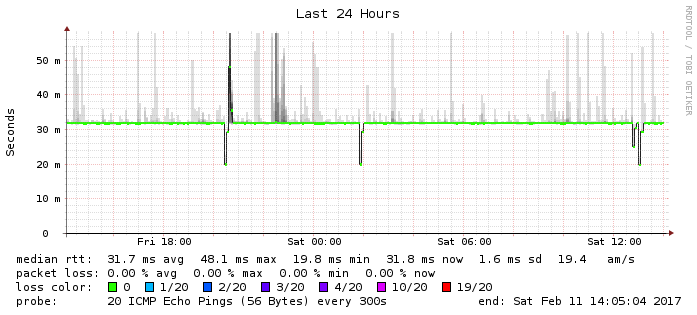 Last 24 Hours
RRDTOOL / TOBI OETIKER
Seconds
50 m
40 m
30 m
20 m
10 m
0
Fri 18:00 Sat 00:00 Sat 06:00 Sat 12:00
median rtt: 31.7 ms avg 48.1 ms max 19.8 ms min 31.8 ms now 1.6 ms sd 19.4 am/s
packet loss: 0.00 % avg 0.00 % max 0.00 % min 0.00 % now
loss color: 0 1/20 2/20 3/20 4/20 10/20 19/20
probe: 20 ICMP Echo Pings (56 Bytes) every 300s end: Sat Feb 11 14:05:04 2017